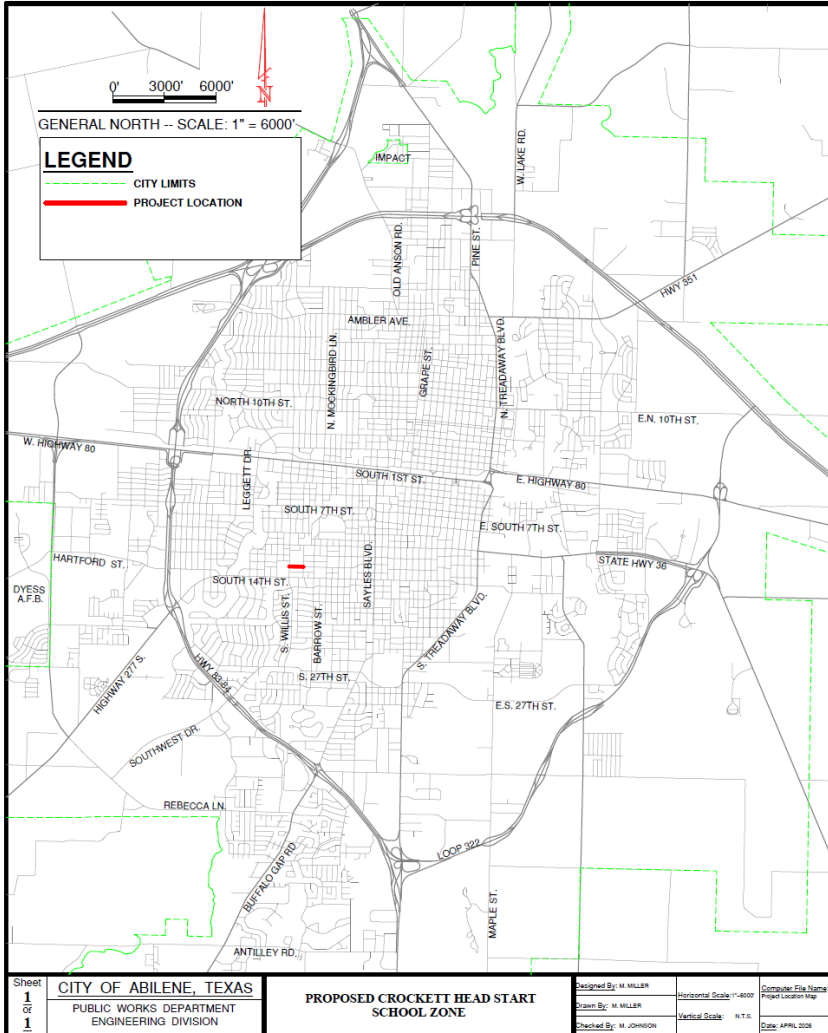 0' 3000' 6000'
N
GENERAL NORTH -- SCALE: 1" = 6000'
LEGEND
CITY LIMITS
PROJECT LOCATION
IMPACT
W. LAKE RD.
OLD ANSON RD.
PINE ST.
HWY 351
AMBLER AVE.
N. MOCKINGBIRD LN.
GRAPE ST.
N. TREADAWAY BLVD.
NORTH 10TH ST.
E.N. 10TH ST.
W. HIGHWAY 80
LEGGETT DR.
SOUTH 1ST ST.
E. HIGHWAY 80
SOUTH 7TH ST.
E. SOUTH 7TH ST.
HARTFORD ST.
STATE HWY 36
DYESS
A.F.B.
SOUTH 14TH ST.
SAYLES BLVD.
S. WILLIS ST.
BARROW ST.
S. TREADAWAY BLVD.
HIGHWAY 277 S.
HWY 83-84
S. 27TH ST.
E.S. 27TH ST.
SOUTHWEST DR.
REBECCA LN.
LOOP 322
BUFFALO GAP RD.
MAPLE ST.
ANTILLEY RD.
Sheet
1
of
1
CITY OF ABILENE, TEXAS
PUBLIC WORKS DEPARTMENT
ENGINEERING DIVISION
PROPOSED CROCKETT HEAD START
SCHOOL ZONE
Designed By: M. MILLER
Drawn By: M. MILLER
Checked By: M. JOHNSON
Horizontal Scale: 1"=6000'
Vertical Scale: N.T.S.
Computer File Name:
Project Location Map
Date: APRIL 2026